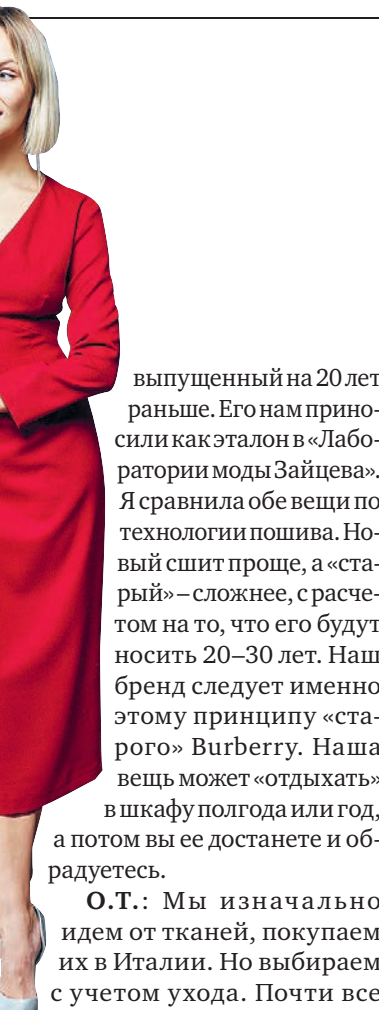 выпущенный на 20 лет
раньше. Его нам прино-
сили как эталон в «Лабо-
ратории моды Зайцева».
Я сравнила обе вещи по
технологии пошива. Но-
вый сшит проще, а «ста-
рый» – сложнее, с расче-
том на то, что его будут
носить 20–30 лет. Наш
бренд следует именно
этому принципу «ста-
рого» Burberry. Наша
вещь может «отдыхать»
в шкафу полгода или год,
а потом вы ее достанете и об-
радуетесь.
О.Т.: Мы изначально
идем от тканей, покупаем
их в Италии. Но выбираем
с учетом ухода. Почти все